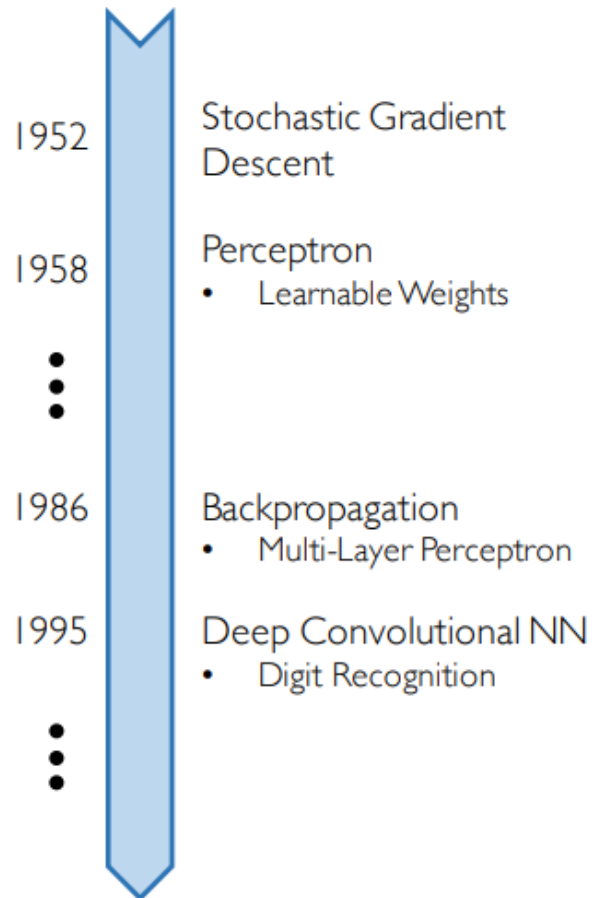 1952
Stochastic Gradient
Descent
1958
Perceptron
• Learnable Weights
1986
Backpropagation
• Multi-Layer Perceptron
1995
Deep Convolutional NN
• Digit Recognition